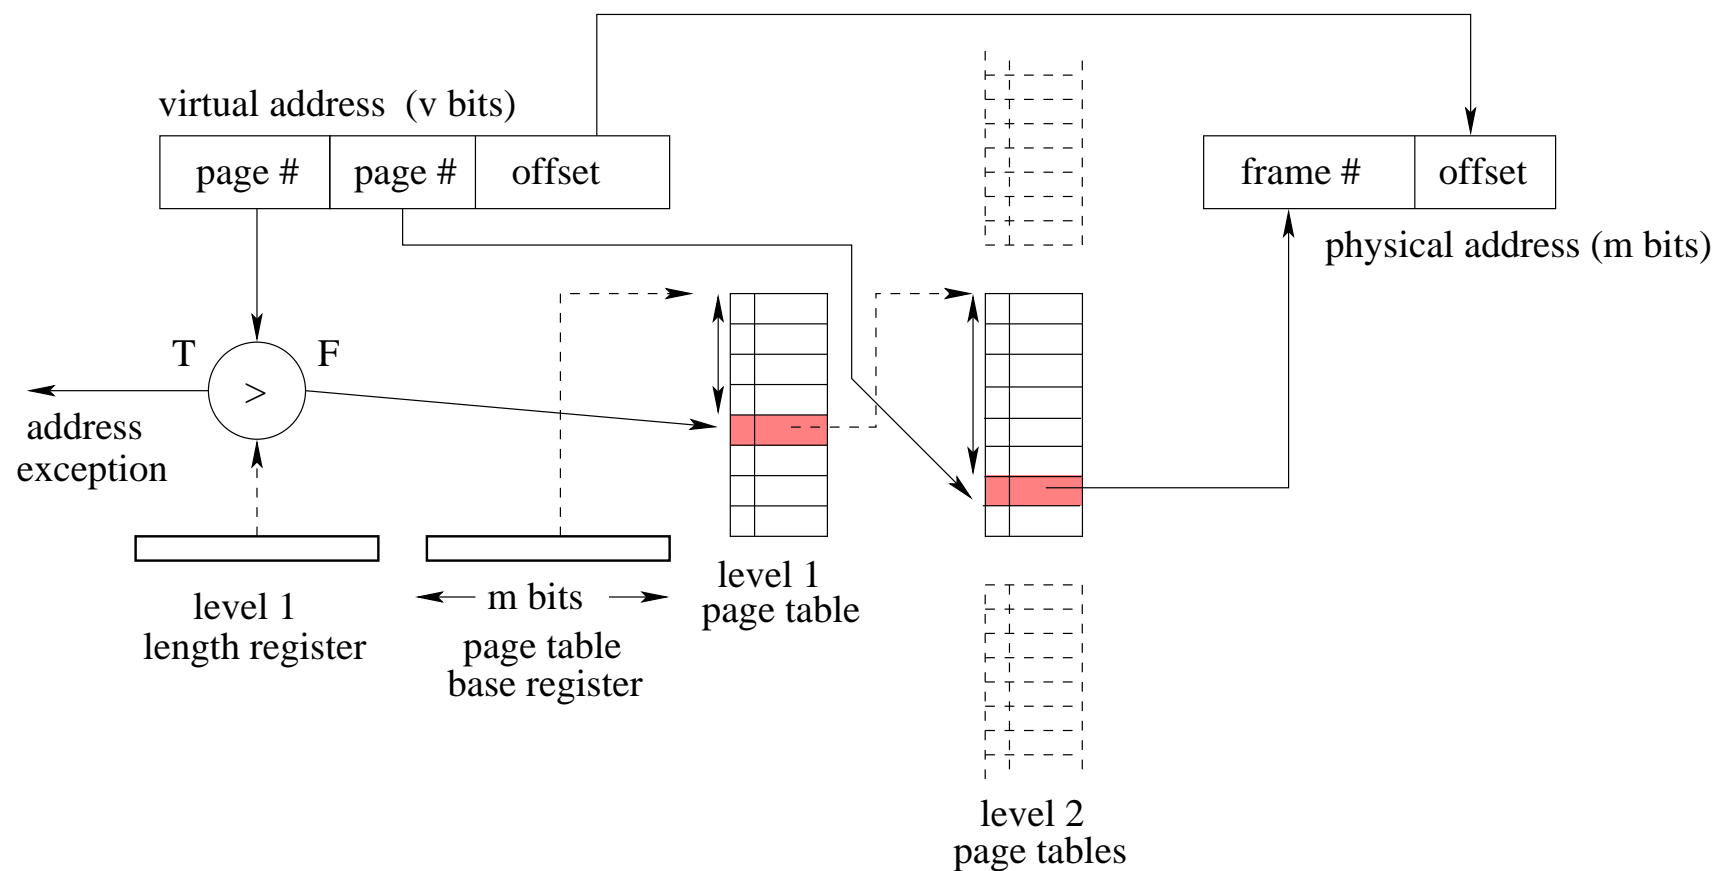 virtual address (v bits)
page #
page #
offset
frame #
offset
physical address (m bits)
T
F
>
address
exception
level 1
length register
m bits
page table
base register
level 1
page table
level 2
page tables